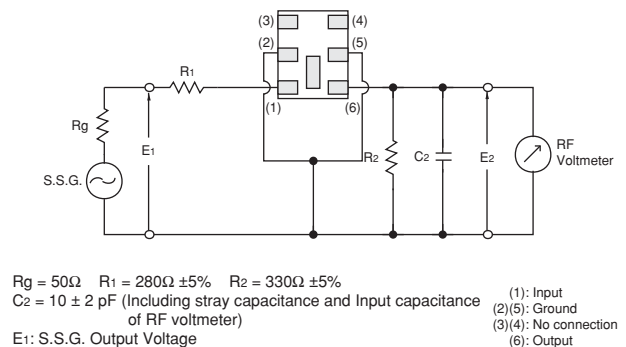 (3)
(4)
(2)
(5)
R1
(1)
(6)
Rg
E1
R2
C2
E2
RF
Voltmeter
S.S.G.
Rg = 50Ω R1 = 280Ω ±5% R2 = 330Ω ±5%
C2 = 10 ± 2 pF (Including stray capacitance and Input capacitance
of RF voltmeter)
E1: S.S.G. Output Voltage
(1): Input
(2)(5): Ground
(3)(4): No connection
(6): Output